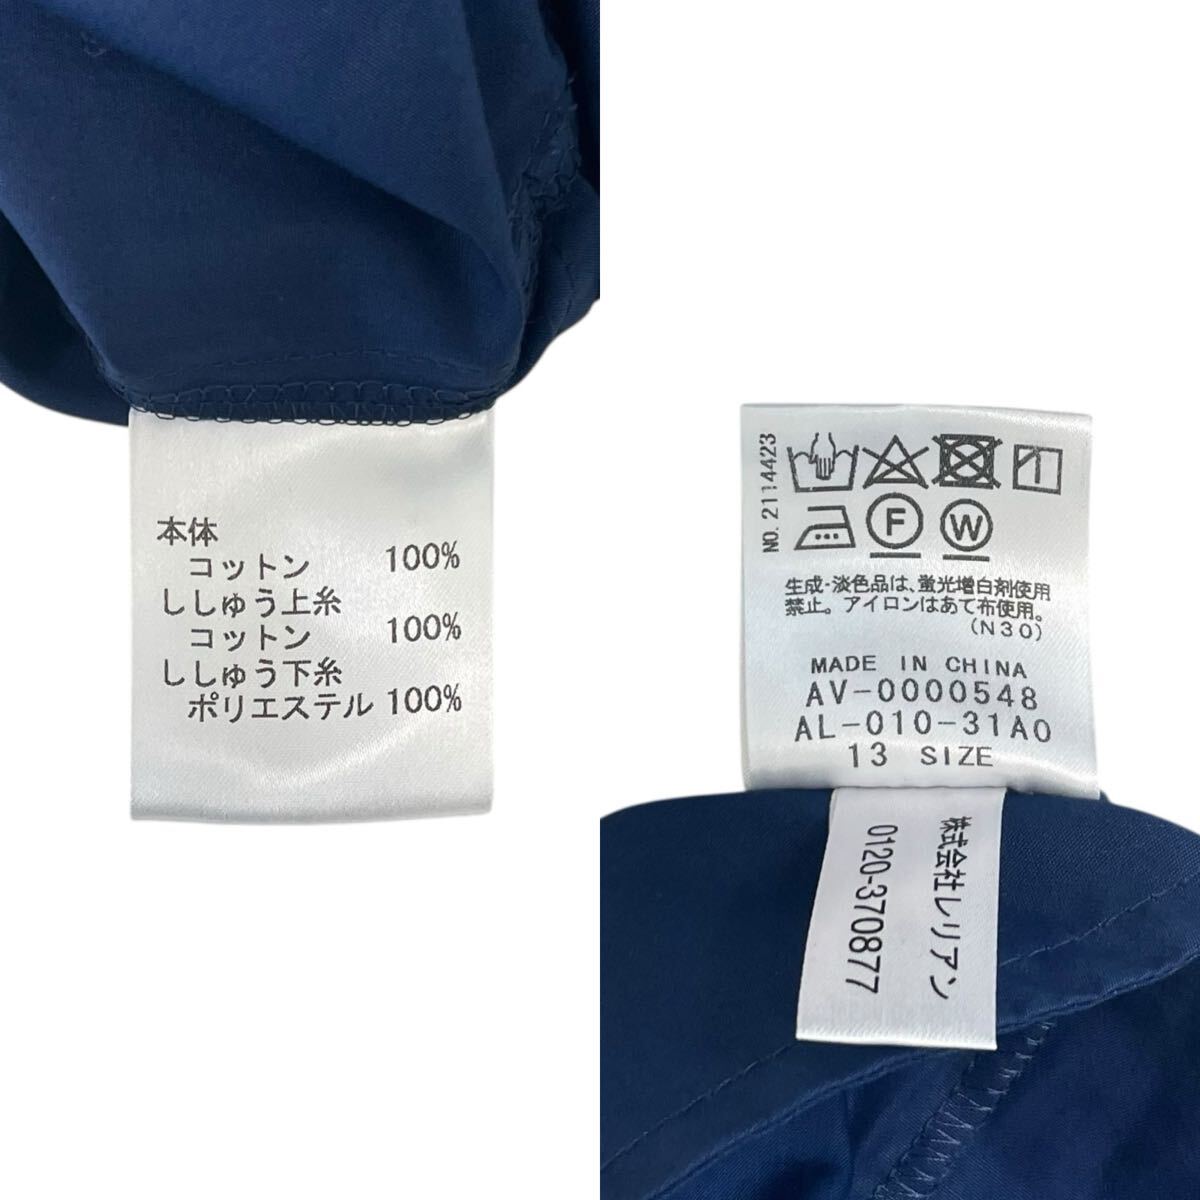 本体
コットン 100%
ししゅう上糸
コットン 100%
ししゅう下糸
ポリエステル 100%
NO. 2114423
F
W
生成・淡色品は、蛍光増白剤使用
禁止。アイロンはあて布使用。
(N30)
MADE IN CHINA
AV-0000548
AL-010-31A0
13 SIZE
株式会社レリアン
0120-370877